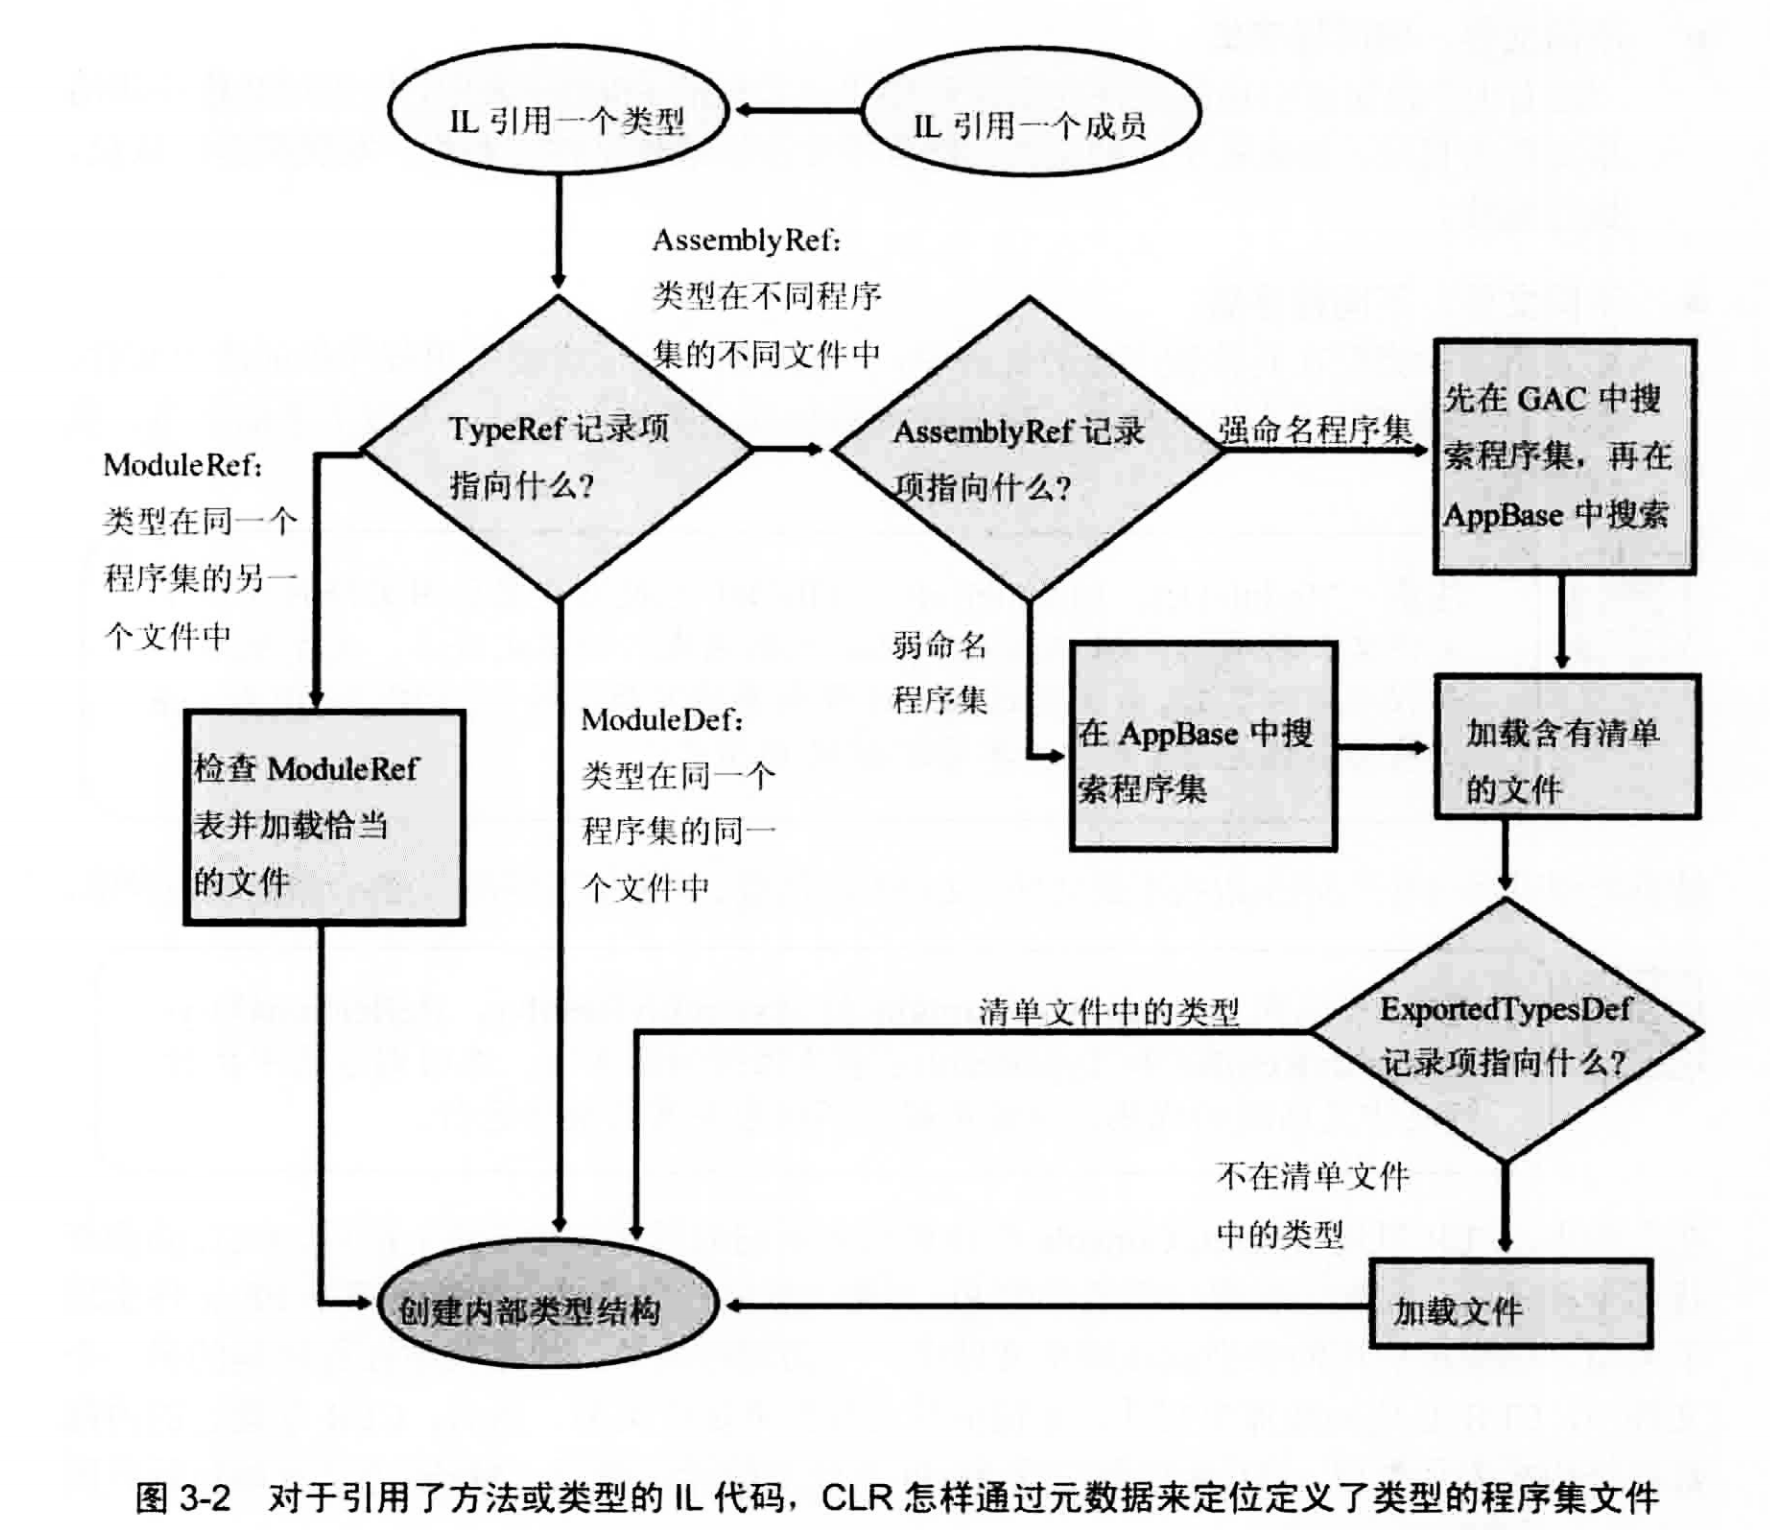 IL 引用一个类型
IL 引用一个成员
AssemblyRef:
类型在不同程序
集的不同文件中
TypeRef 记录项
指向什么?
AssemblyRef 记录
项指向什么?
强命名程序集
先在 GAC 中搜
索程序集，再在
AppBase 中搜索
ModuleRef:
类型在同一个
程序集的另一
个文件中
弱命名
程序集
检查 ModuleRef
表并加载恰当
的文件
ModuleDef:
类型在同一个
程序集的同一
个文件中
在 AppBase 中搜
索程序集
加载含有清单
的文件
清单文件中的类型
ExportedTypesDef
记录项指向什么?
不在清单文件
中的类型
创建内部类型结构
加载文件
图 3-2 对于引用了方法或类型的 IL 代码，CLR 怎样通过元数据来定位定义了类型的程序集文件